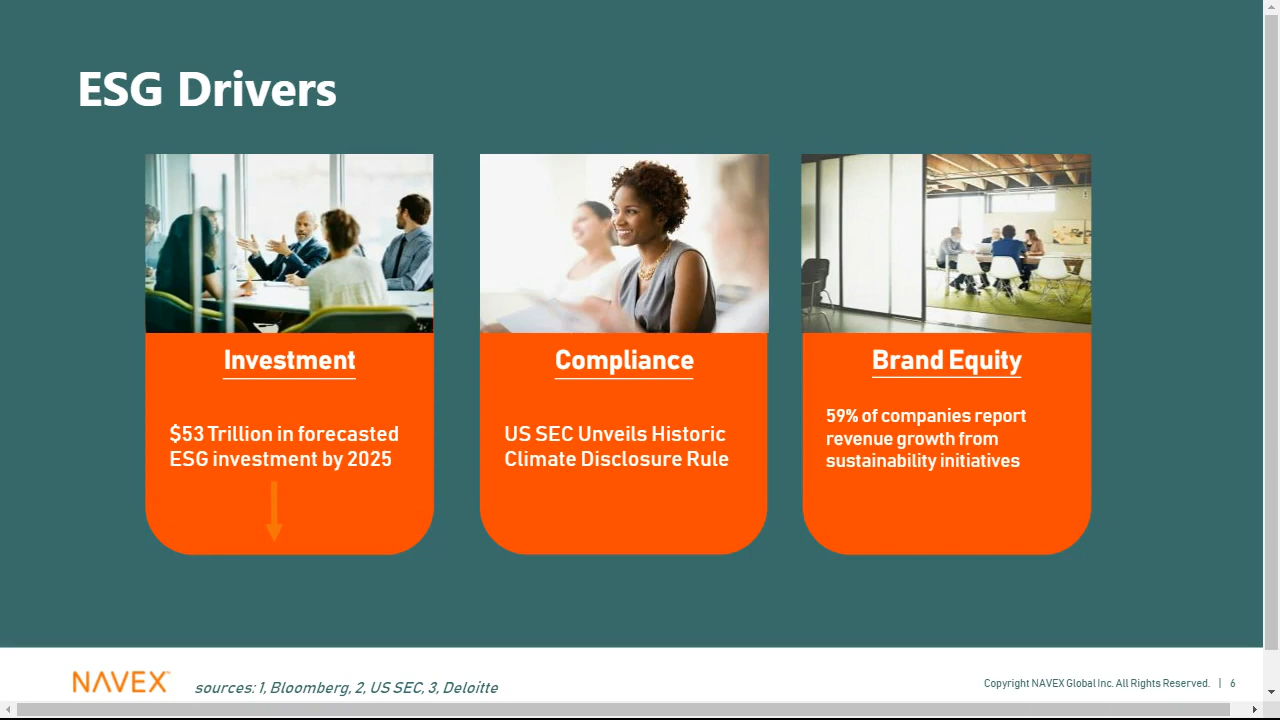 ESG Drivers
Investment
$53 Trillion in forecasted
ESG investment by 2025
Compliance
US SEC Unveils Historic
Climate Disclosure Rule
Brand Equity
59% of companies report
revenue growth from
sustainability initiatives
NAVEX™
sources: 1, Bloomberg, 2, US SEC, 3, Deloitte
Copyright NAVEX Global Inc. All Rights Reserved. | 6